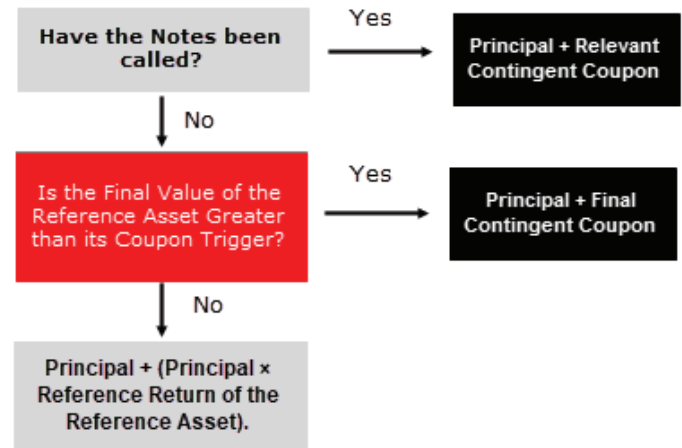 Have the Notes been
called?
Yes
Principal + Relevant
Contingent Coupon
No
Is the Final Value of the
Reference Asset Greater
than its Coupon Trigger?
Yes
Principal + Final
Contingent Coupon
No
Principal + (Principal ×
Reference Return of the
Reference Asset).